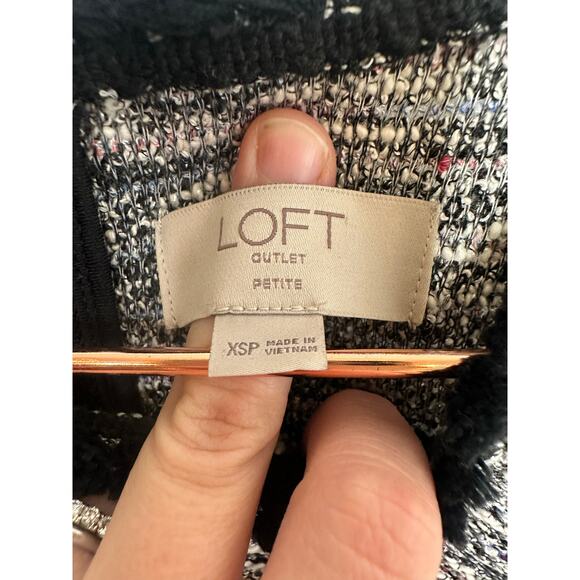 LOFT
OUTLET
PETITE
XSP MADE IN
VIETNAM